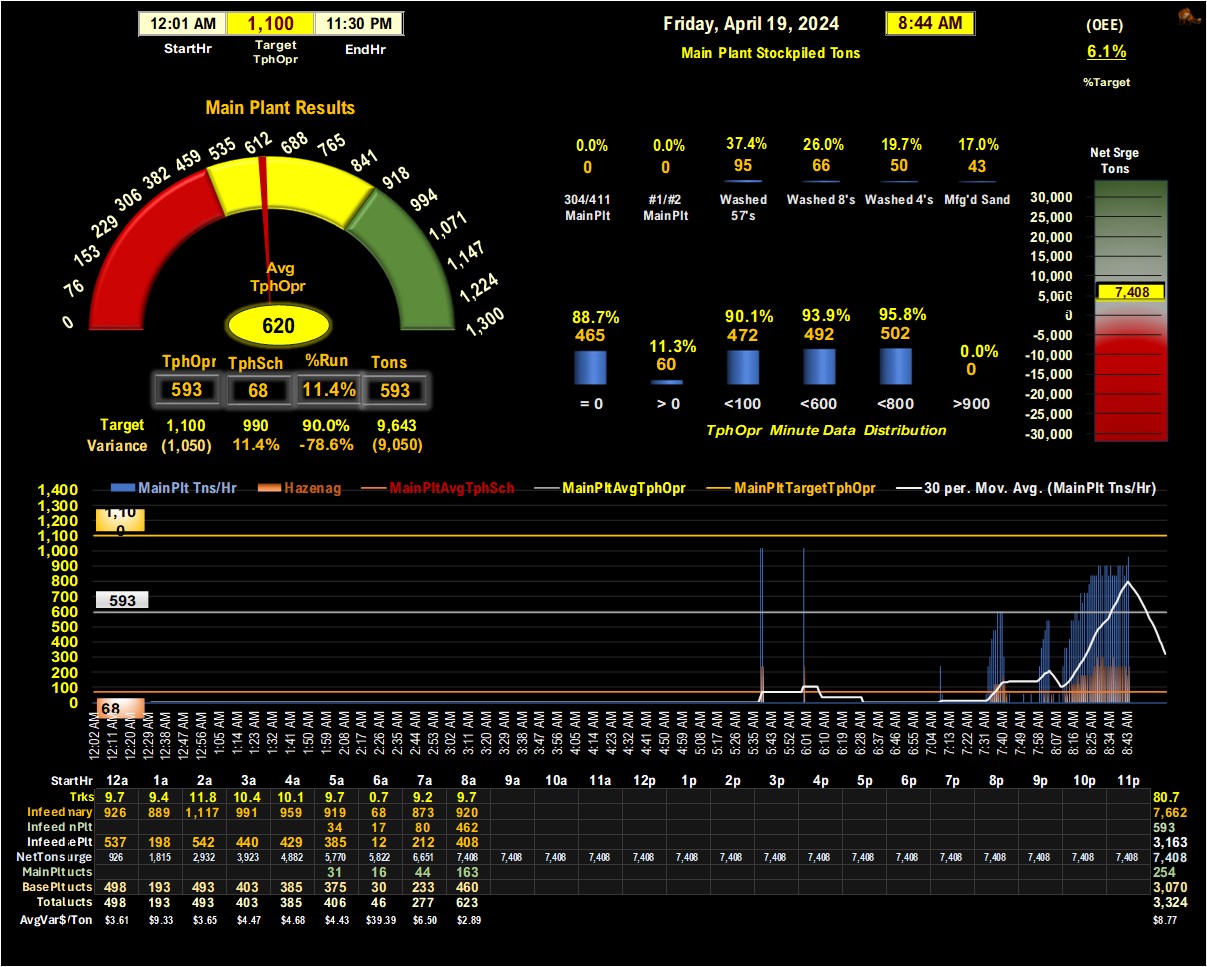 12:01 AM 1,100 11:30 PM
StartHr Target TphOpr EndHr
Friday, April 19, 2024 8:44 AM
Main Plant Stockpiled Tons
(OEE)
6.1%
%Target
Main Plant Results
0 76 153 229 306 382 459 535 612 688 765 841 918 994 1,071 1,147 1,224 1,300
Avg
TphOpr
620
TphOpr TphSch %Run Tons
593 68 11.4% 593
Target 1,100 990 90.0% 9,643
Variance (1,050) 11.4% -78.6% (9,050)
0.0% 0.0% 37.4% 26.0% 19.7% 17.0%
0 0 95 66 50 43
304/411 MainPlt #1/#2 MainPlt Washed 57's Washed 8's Washed 4's Mfg'd Sand
88.7% 11.3% 90.1% 93.9% 95.8% 0.0%
465 60 472 492 502 0
= 0 > 0 <100 <600 <800 >900
TphOpr Minute Data Distribution
Net Srge
Tons
30,000
25,000
20,000
15,000
10,000
5,000
7,408
0
-5,000
-10,000
-15,000
-20,000
-25,000
-30,000
MainPlt Tns/Hr Hazenag MainPltAvgTphSch MainPltAvgTphOpr MainPltTargetTphOpr 30 per. Mov. Avg. (MainPlt Tns/Hr)
1,400
1,300
1,200
1,100
1,000
900
800
700
600
500
400
300
200
100
0
1,100
593
68
12:02 AM 12:11 AM 12:20 AM 12:29 AM 12:38 AM 12:47 AM 12:56 AM 1:05 AM 1:14 AM 1:23 AM 1:32 AM 1:41 AM 1:50 AM 1:59 AM 2:08 AM 2:17 AM 2:26 AM 2:35 AM 2:44 AM 2:53 AM 3:02 AM 3:11 AM 3:20 AM 3:29 AM 3:38 AM 3:47 AM 3:56 AM 4:05 AM 4:14 AM 4:23 AM 4:32 AM 4:41 AM 4:50 AM 4:59 AM 5:08 AM 5:17 AM 5:26 AM 5:35 AM 5:43 AM 5:52 AM 6:01 AM 6:10 AM 6:19 AM 6:28 AM 6:37 AM 6:46 AM 6:55 AM 7:04 AM 7:13 AM 7:22 AM 7:31 AM 7:40 AM 7:49 AM 7:58 AM 8:07 AM 8:16 AM 8:25 AM 8:34 AM 8:43 AM
StartHr 12a 1a 2a 3a 4a 5a 6a 7a 8a 9a 10a 11a 12p 1p 2p 3p 4p 5p 6p 7p 8p 9p 10p 11p
Trks 9.7 9.4 11.8 10.4 10.1 9.7 0.7 9.2 9.7 80.7
Infeed mary 926 889 1,117 991 959 919 68 873 920 7,662
Infeed nPlt 34 17 80 462 593
Infeed ePlt 537 198 542 440 429 385 12 212 408 3,163
NetTons urge 926 1,815 2,932 3,923 4,882 5,770 5,822 6,651 7,408 7,408 7,408 7,408 7,408 7,408 7,408 7,408 7,408 7,408 7,408 7,408 7,408 7,408 7,408 7,408 7,408
MainPlt ucts 31 16 44 163 254
BasePlt ucts 498 193 493 403 385 375 30 233 460 3,070
Total ucts 498 193 493 403 385 406 46 277 623 3,324
AvgVar$/Ton $3.61 $9.33 $3.65 $4.47 $4.68 $4.43 $39.39 $6.50 $2.89 $8.77